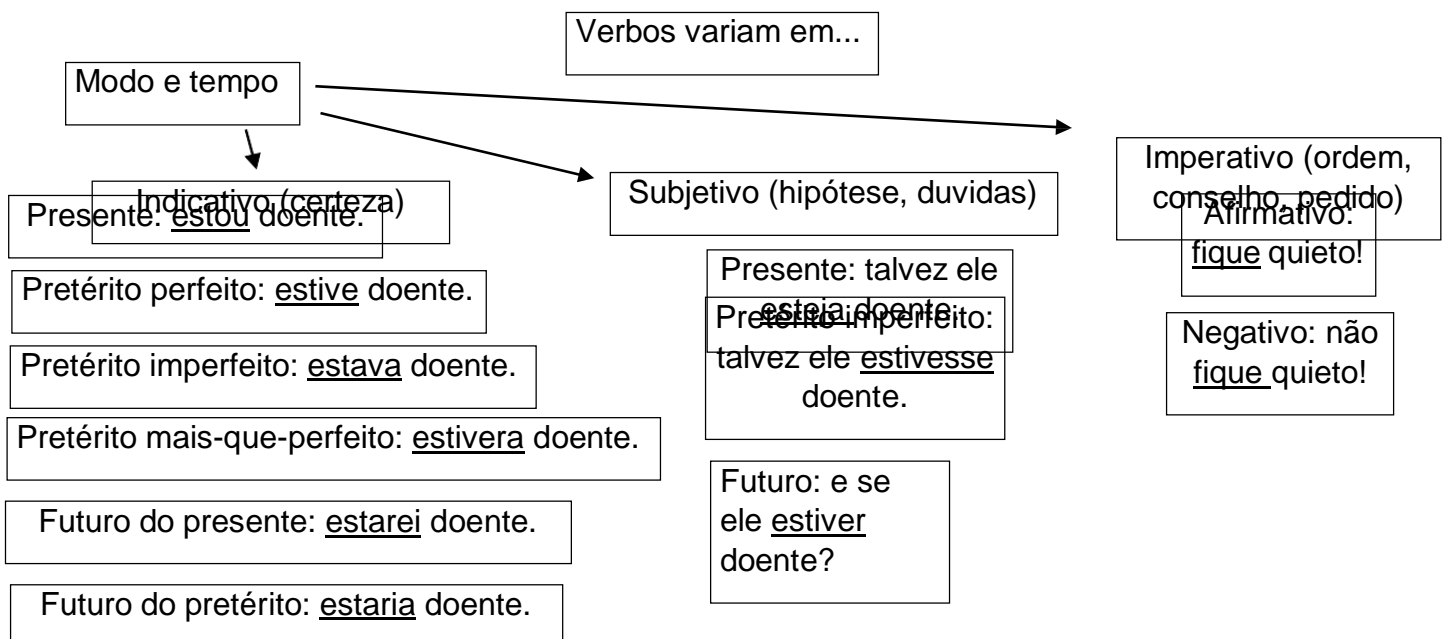 Verbos variam em...
Modo e tempo
Indicativo (certeza)
Presente: estou doente.
Pretérito perfeito: estive doente.
Pretérito imperfeito: estava doente.
Pretérito mais-que-perfeito: estivera doente.
Futuro do presente: estarei doente.
Futuro do pretérito: estaria doente.
Subjetivo (hipótese, duvidas)
Presente: talvez ele
esteja doente.
Pretérito imperfeito:
talvez ele estivesse
doente.
Futuro: e se
ele estiver
doente?
Imperativo (ordem,
conselho, pedido)
Afirmativo:
fique quieto!
Negativo: não
fique quieto!